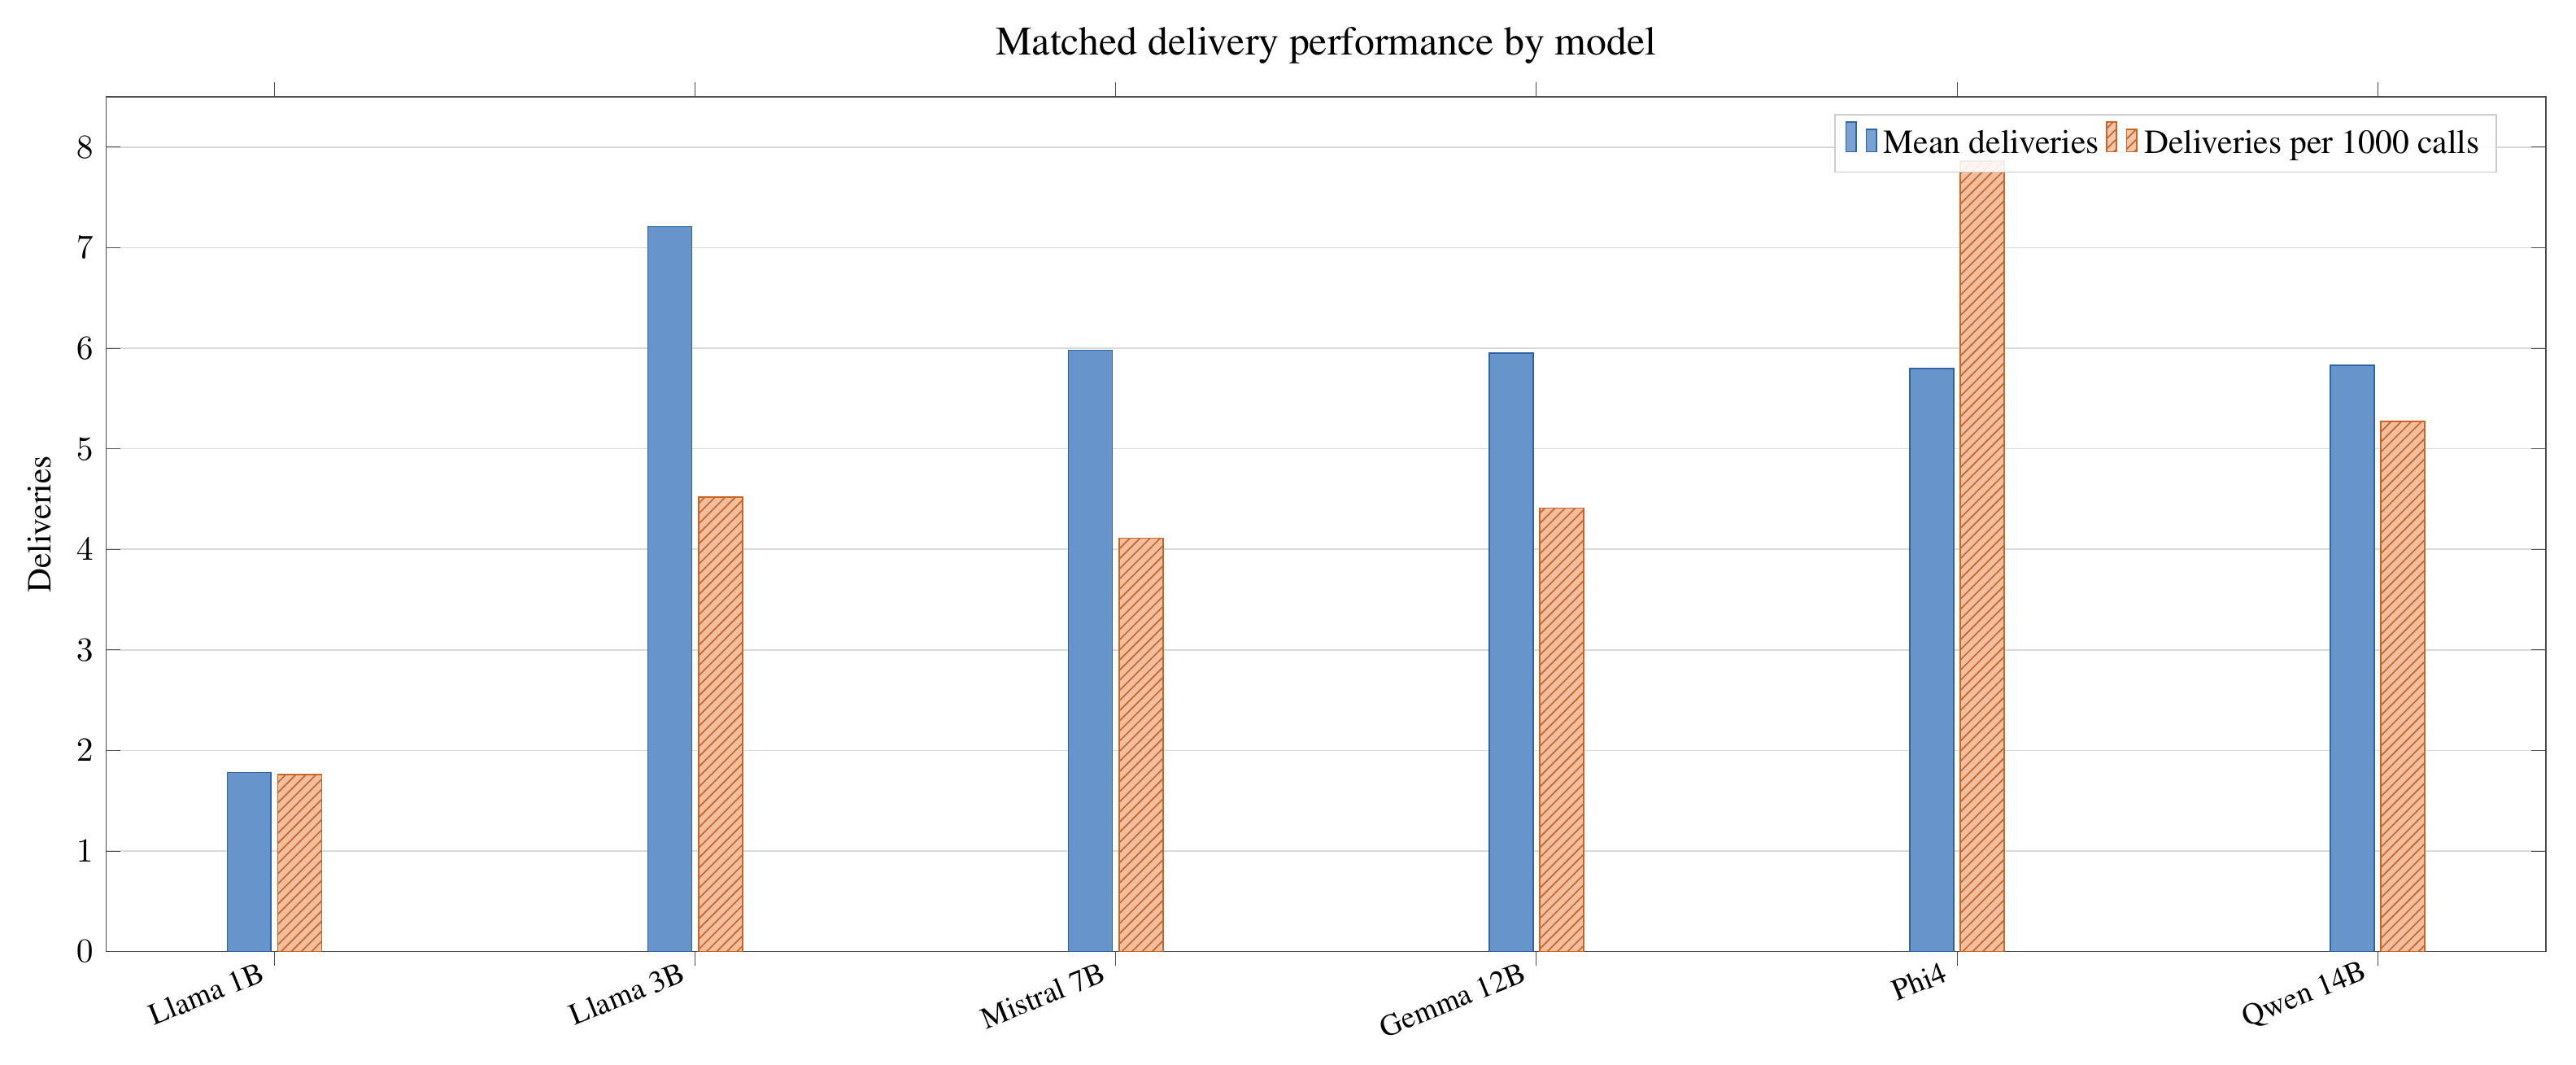 Matched delivery performance by model
Mean deliveries Deliveries per 1000 calls
Deliveries
8
7
6
5
4
3
2
1
0
Llama 1B
Llama 3B
Mistral 7B
Gemma 12B
Phi4
Qwen 14B